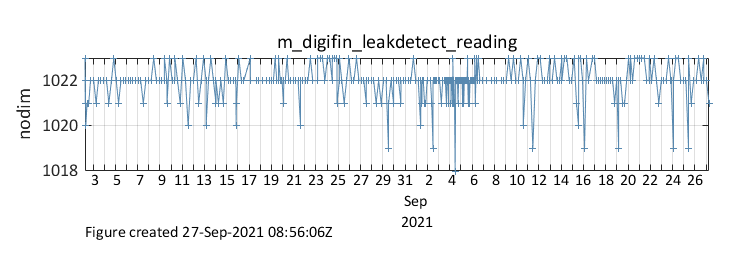 m_digifin_leakdetect_reading
nodim
1022
1020
1018
3 5 7 9 11 13 15 17 19 21 23 25 27 29 31 2 4 6 8 10 12 14 16 18 20 22 24 26
Sep
2021
Figure created 27-Sep-2021 08:56:06Z